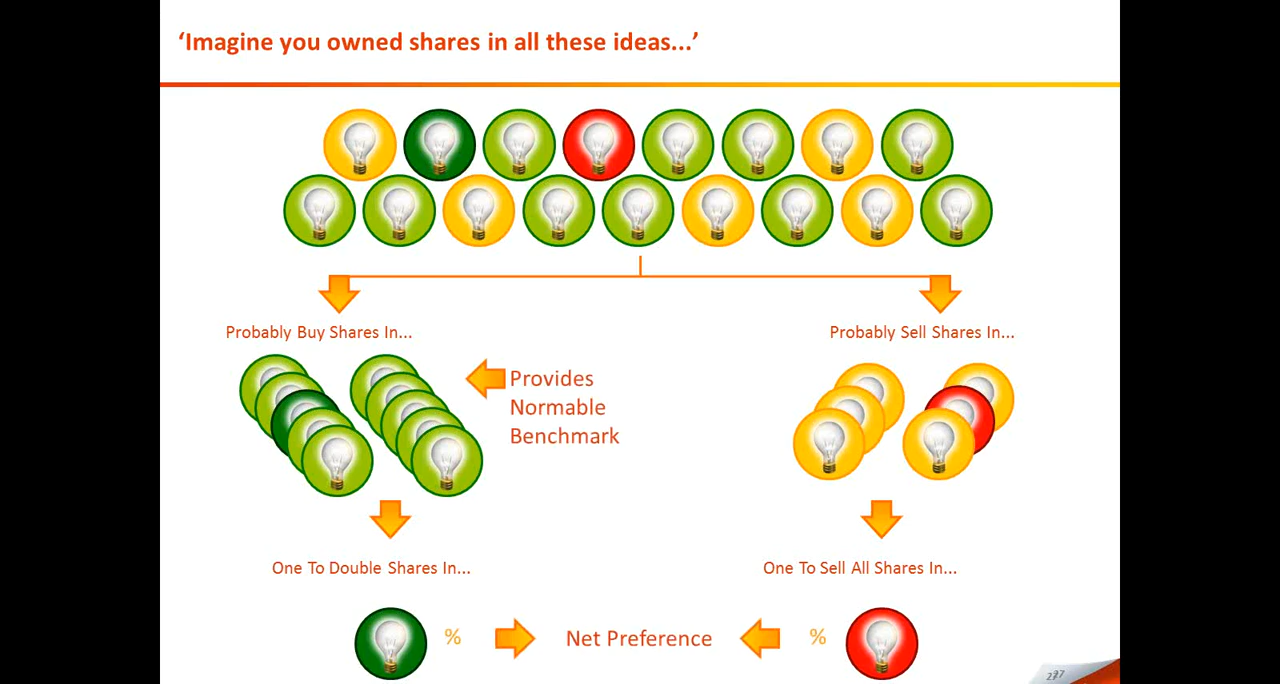 ‘Imagine you owned shares in all these ideas...’
Probably Buy Shares In...
Probably Sell Shares In...
Provides
Normable
Benchmark
One To Double Shares In...
One To Sell All Shares In...
%
Net Preference
%